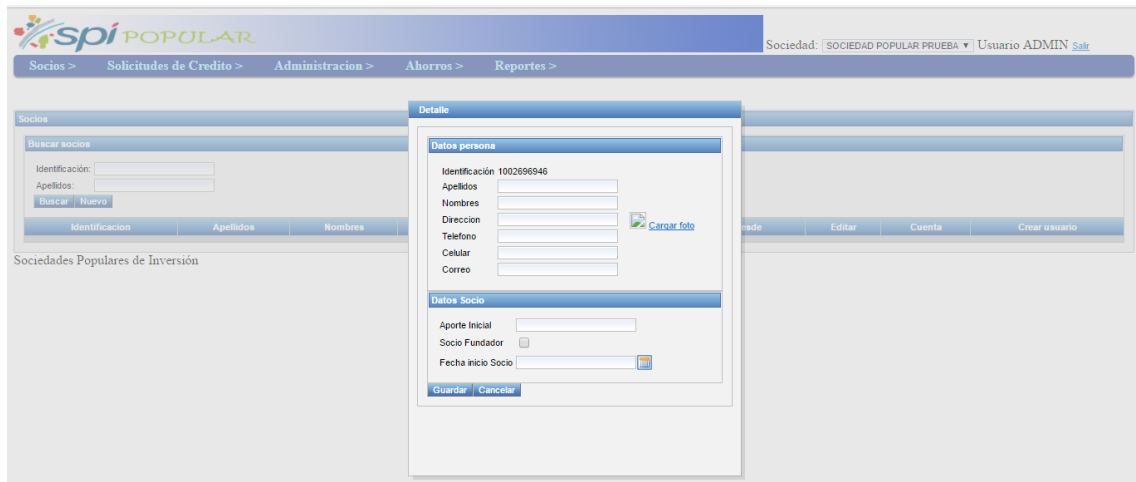 spi POPULAR
Sociedad: SOCIEDAD POPULAR PRUEBA Usuario ADMIN Salir
Socios > Solicitudes de Credito > Administracion > Ahorros > Reportes >
Socios
Buscar socios
Identificación:
Apellidos:
Buscar Nuevo
Identificacion Apellidos Nombres esde Editar Cuenta Crear usuario
Sociedades Populares de Inversión
Detalle
Datos persona
Identificación 1002696946
Apellidos
Nombres
Direccion
Cargar foto
Telefono
Celular
Correo
Datos Socio
Aporte Inicial
Socio Fundador
Fecha inicio Socio
Guardar Cancelar